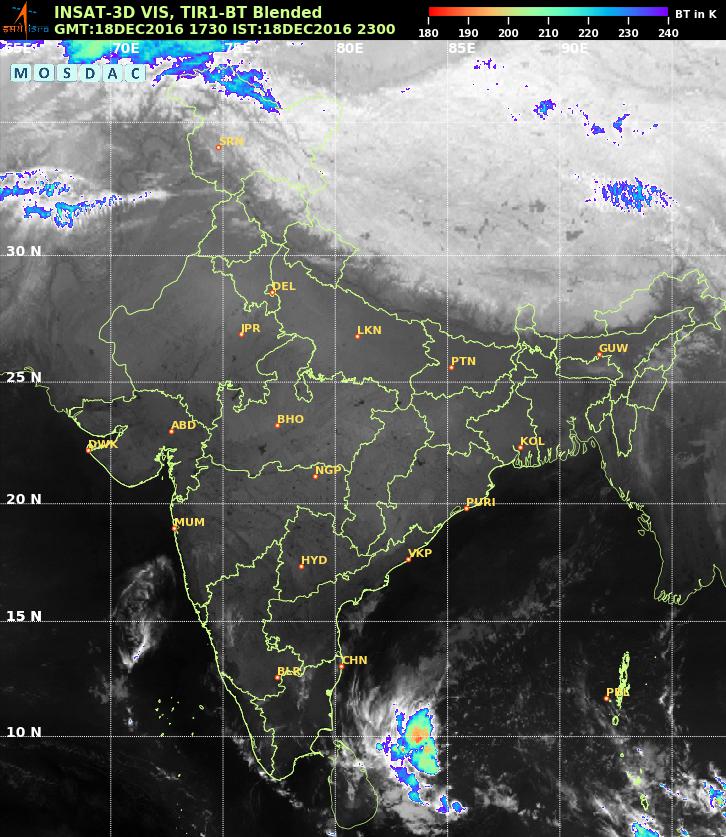 INSAT-3D VIS, TIR1-BT Blended
GMT:18DEC2016 1730 IST:18DEC2016 2300
BT in K
180 190 200 210 220 230 240
65E 70E 75E 80E 85E 90E
M O S D A C
SRN
30 N
DEL
JPR LKN
GUW
PTN
25 N
ABD BHO
DWK KOL
NGP
20 N PURI
MUM
VKP
HYD
15 N
CHN
BLR
PBL
10 N